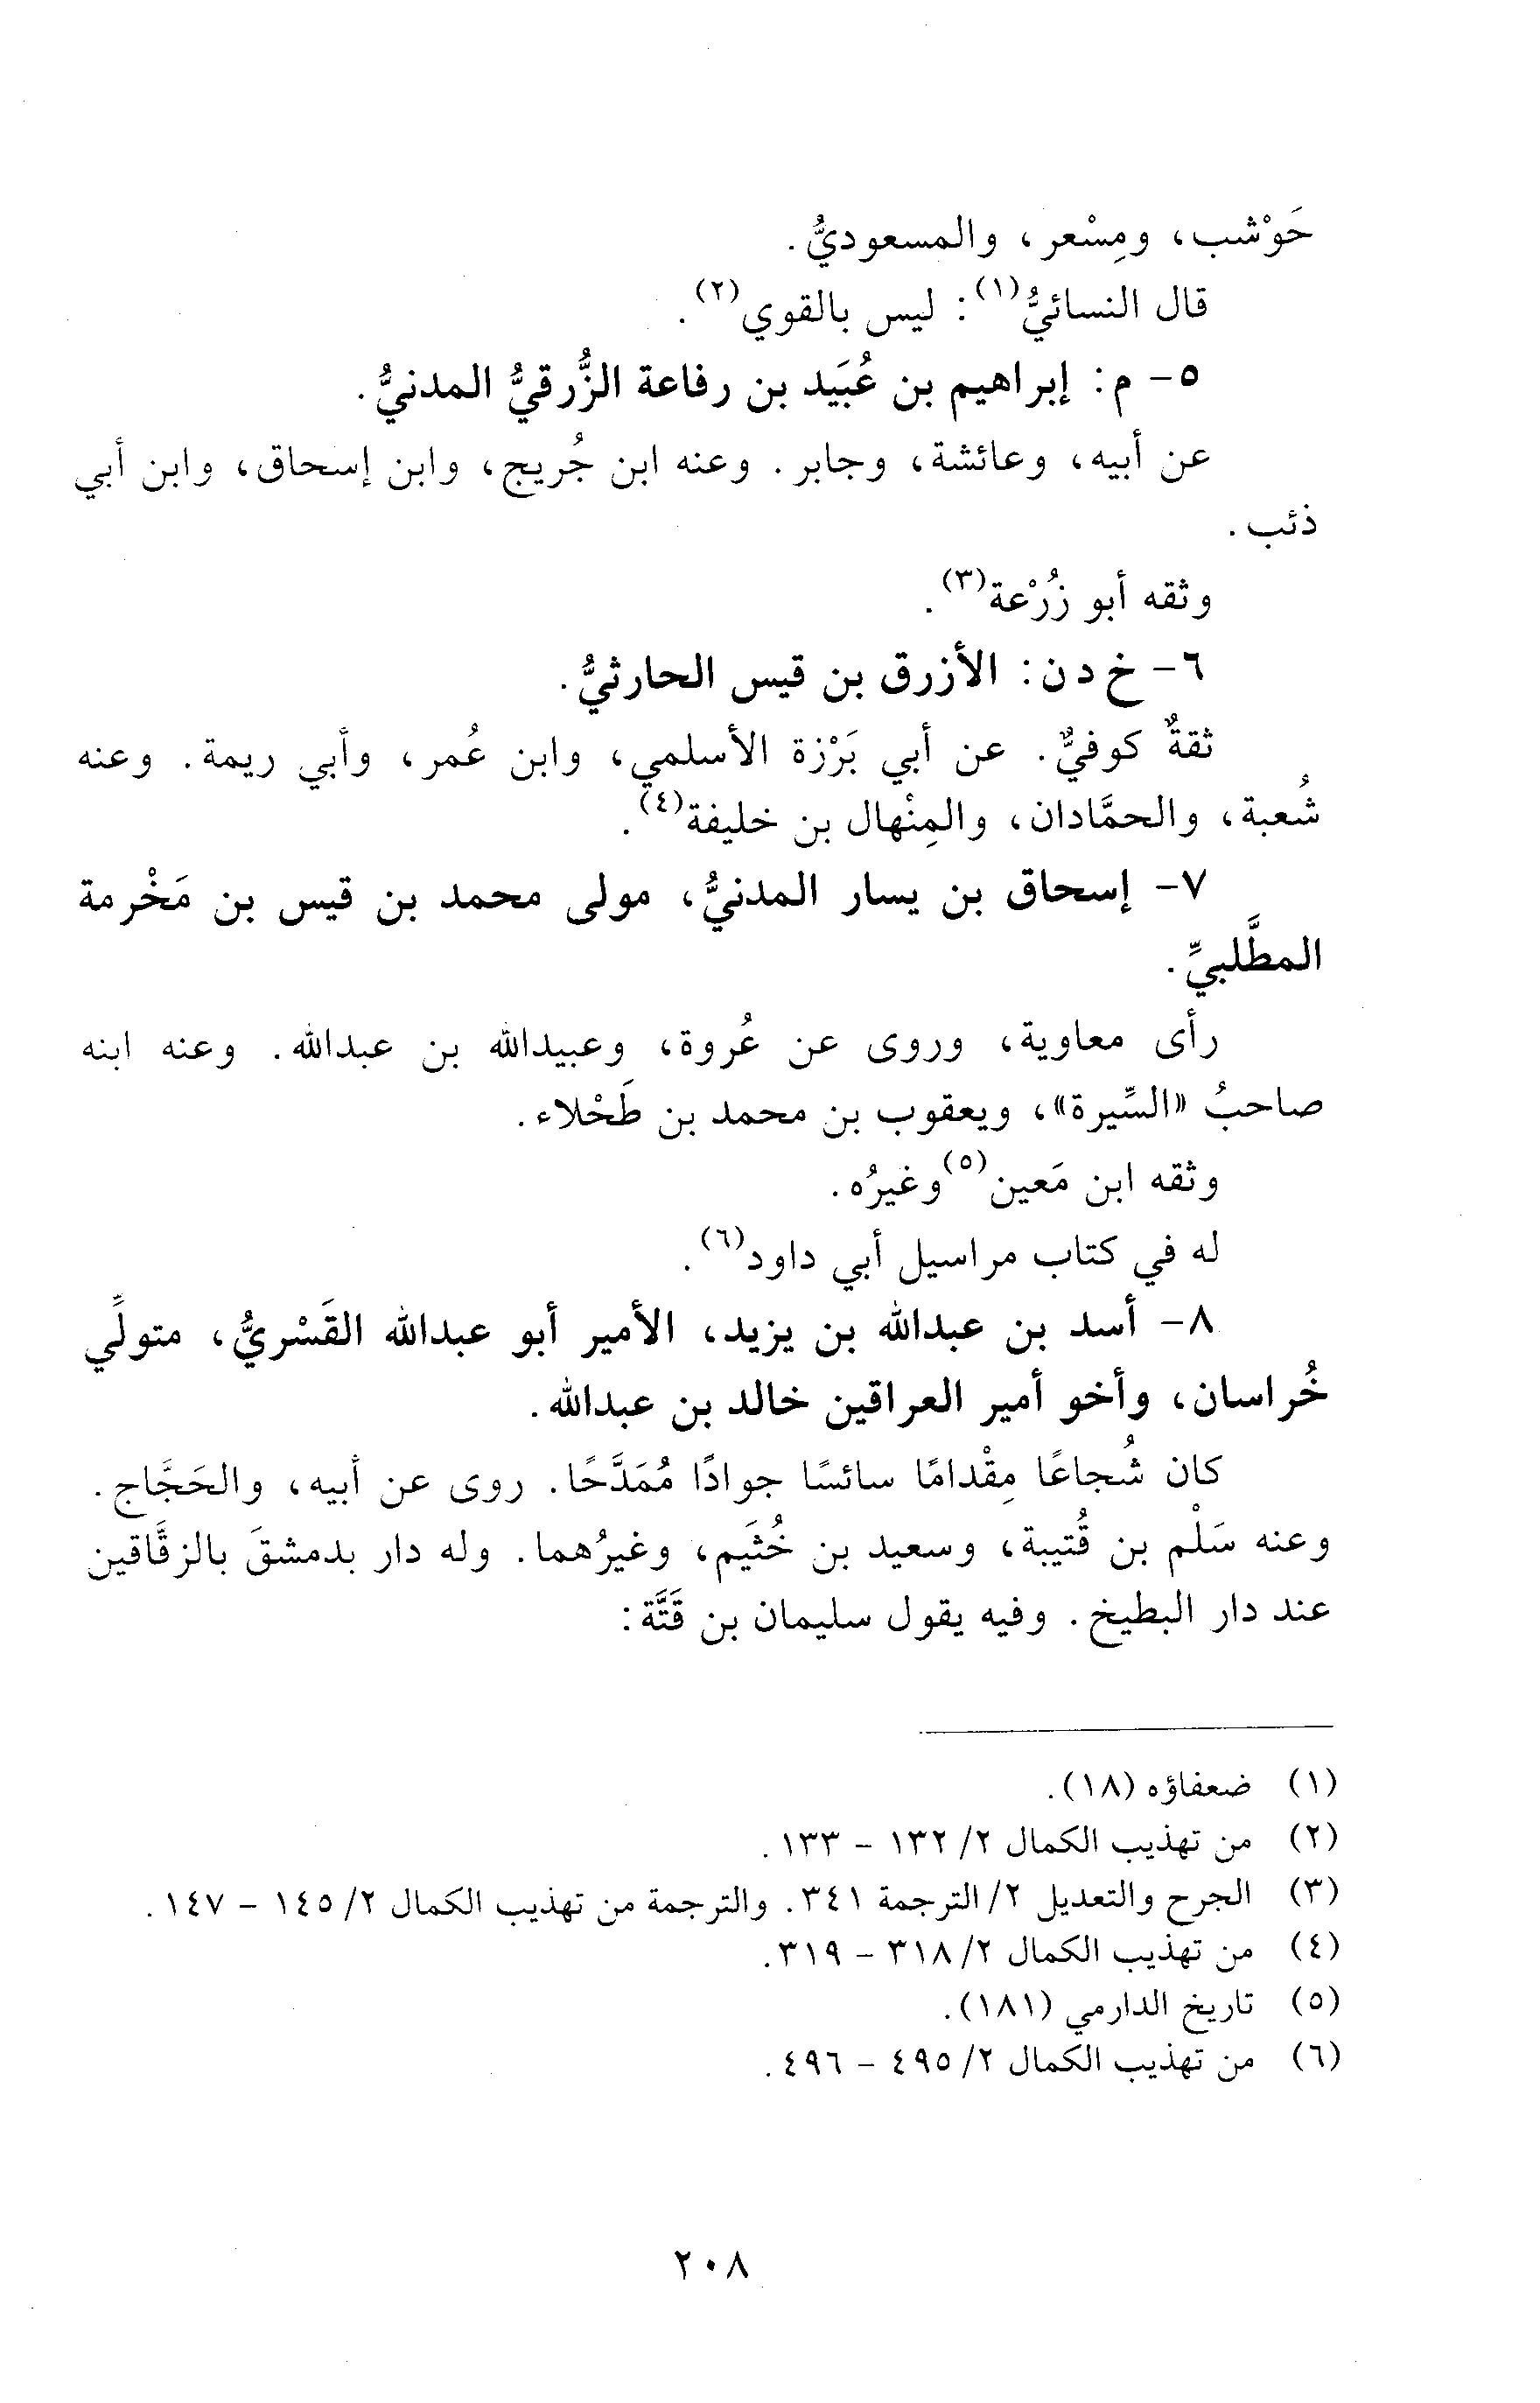 حَوْشب، ومِسْعر، والمسعوديُّ.
قال النسائيُّ(١): ليس بالقوي(٢).
٥- م: إبراهيم بن عُبَيد بن رفاعة الزُّرقيُّ المدنيُّ.
عن أبيه، وعائشة، وجابر. وعنه ابن جُريج، وابن إسحاق، وابن أبي
ذئب.
وثقه أبو زُرْعة(٣).
٦- خ د ن: الأزرق بن قيس الحارثيُّ.
ثقةٌ كوفيٌّ. عن أبي بَرْزة الأسلمي، وابن عُمر، وأبي ريمة. وعنه
شُعبة، والحمَّادان، والمِنْهال بن خليفة(٤).
٧- إسحاق بن يسار المدنيُّ، مولى محمد بن قيس بن مَخْرمة
المطَّلبيِّ.
رأى معاوية، وروى عن عُروة، وعبيدالله بن عبدالله. وعنه ابنه
صاحبُ «السِّيرة»، ويعقوب بن محمد بن طَحْلاء.
وثقه ابن مَعين(٥) وغيرُه.
له في كتاب مراسيل أبي داود(٦).
٨- أسد بن عبدالله بن يزيد، الأمير أبو عبدالله القَسْريُّ، متولِّي
خُراسان، وأخو أمير العراقين خالد بن عبدالله.
كان شُجاعًا مِقْدامًا سائسًا جوادًا مُمَدَّحًا. روى عن أبيه، والحَجَّاج.
وعنه سَلْم بن قُتيبة، وسعيد بن خُثَيم، وغيرُهما. وله دار بدمشقَ بالزقَّاقين
عند دار البطيخ. وفيه يقول سليمان بن قَتَّة:
(١) ضعفاؤه (١٨).
(٢) من تهذيب الكمال ٢/ ١٣٢ - ١٣٣.
(٣) الجرح والتعديل ٢/ الترجمة ٣٤١. والترجمة من تهذيب الكمال ٢/ ١٤٥ - ١٤٧.
(٤) من تهذيب الكمال ٢/ ٣١٨ - ٣١٩.
(٥) تاريخ الدارمي (١٨١).
(٦) من تهذيب الكمال ٢/ ٤٩٥ - ٤٩٦.
٢٠٨